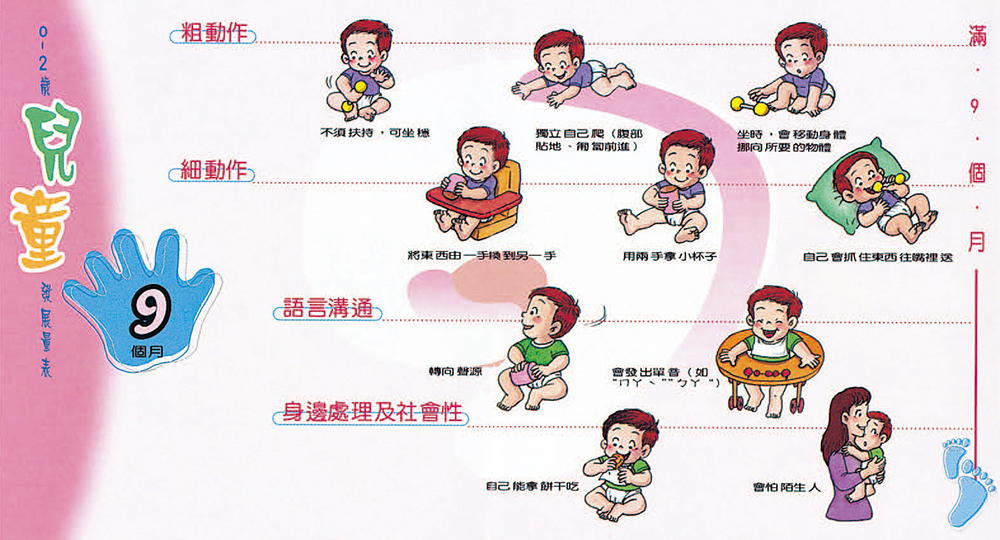 0-2歲
兒童
發展量表
9
個月
滿·9·個·月
粗動作
不須扶持，可坐穩
獨立自己爬（腹部
貼地、匍匐前進）
坐時，會移動身體
挪向所要的物體
細動作
將東西由一手換到另一手
用兩手拿小杯子
自己會抓住東西往嘴裡送
語言溝通
轉向聲源
會發出單音（如
"ㄇㄚ、""ㄅㄚ"）
身邊處理及社會性
自己能拿餅干吃
會怕陌生人